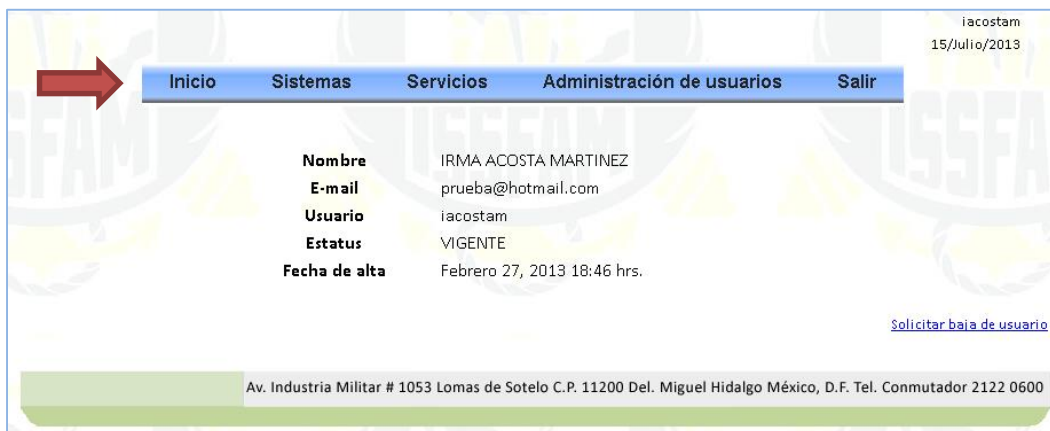 iacostam
15/Julio/2013
Inicio Sistemas Servicios Administración de usuarios Salir
Nombre IRMA ACOSTA MARTINEZ
E-mail prueba@hotmail.com
Usuario iacostam
Estatus VIGENTE
Fecha de alta Febrero 27, 2013 18:46 hrs.
Solicitar baja de usuario
Av. Industria Militar # 1053 Lomas de Sotelo C.P. 11200 Del. Miguel Hidalgo México, D.F. Tel. Conmutador 2122 0600
ISSFAM